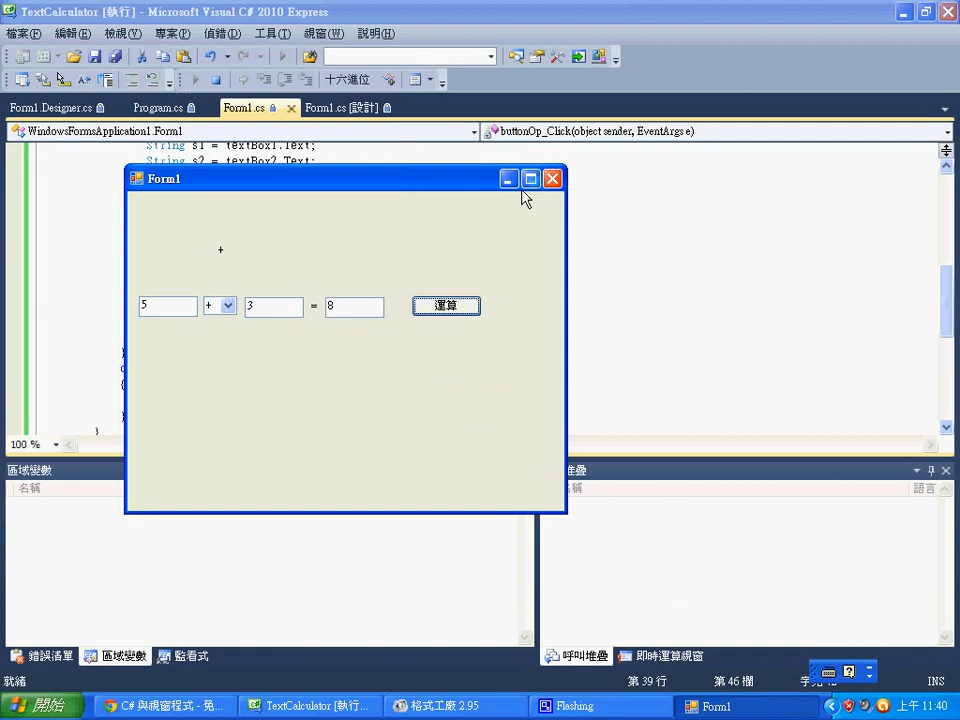 TextCalculator [執行] - Microsoft Visual C# 2010 Express
檔案(F) 編輯(E) 檢視(V) 專案(P) 偵錯(D) 工具(T) 視窗(W) 說明(H)
十六進位
Form1.Designer.cs Program.cs Form1.cs Form1.cs [設計]
WindowsFormsApplication1.Form1 buttonOp_Click(object sender, EventArgs e)
String s1 = textBox1.Text;
String s2 = textBox2.Text;
Form1
+
5 + 3 = 8 運算
}
{
}
}
100 %
區域變數 堆疊
名稱 名稱 語言
錯誤清單 區域變數 監看式 呼叫堆疊 即時運算視窗
就緒 第 39 行 第 46 欄 INS
開始 C# 與視窗程式 - 免... TextCalculator [執行... 格式工廠 2.95 Flashing Form1 上午 11:40